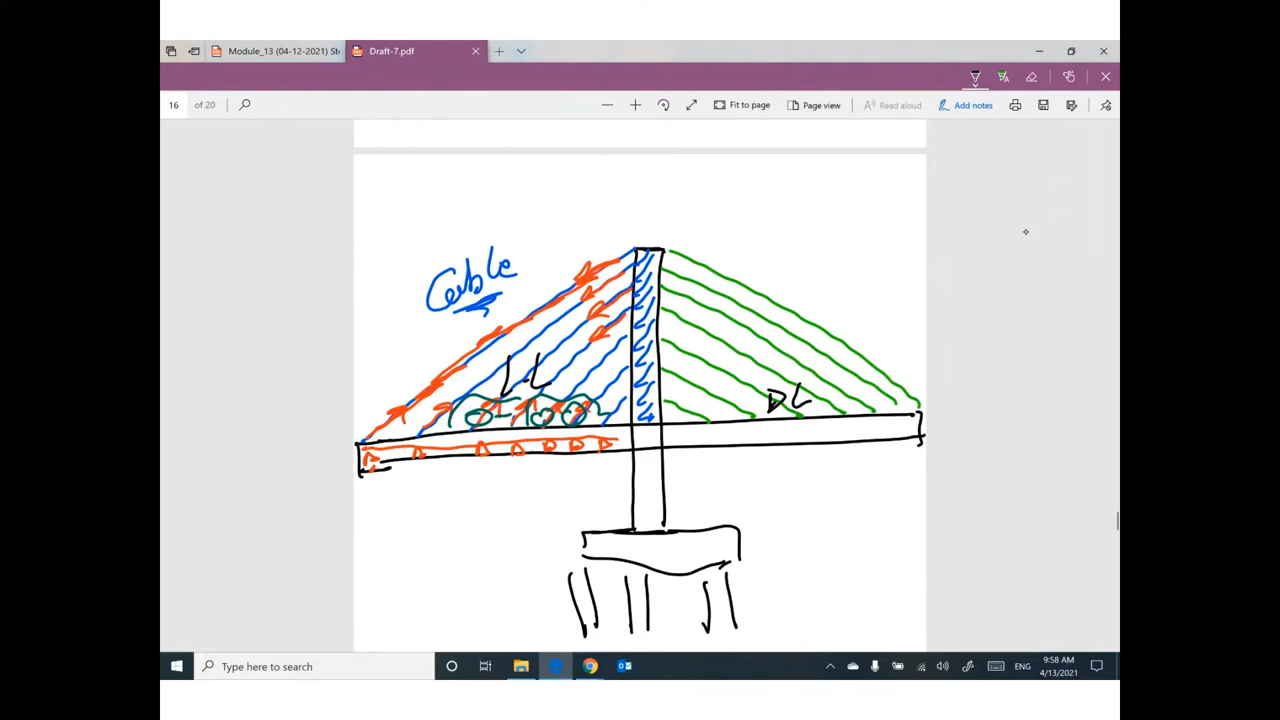 Module_13 (04-12-2021) St
Draft-7.pdf
16 of 20
Fit to page
Page view
Read aloud
Add notes
Cable
LL
DL
Type here to search
ENG
9:58 AM
4/13/2021